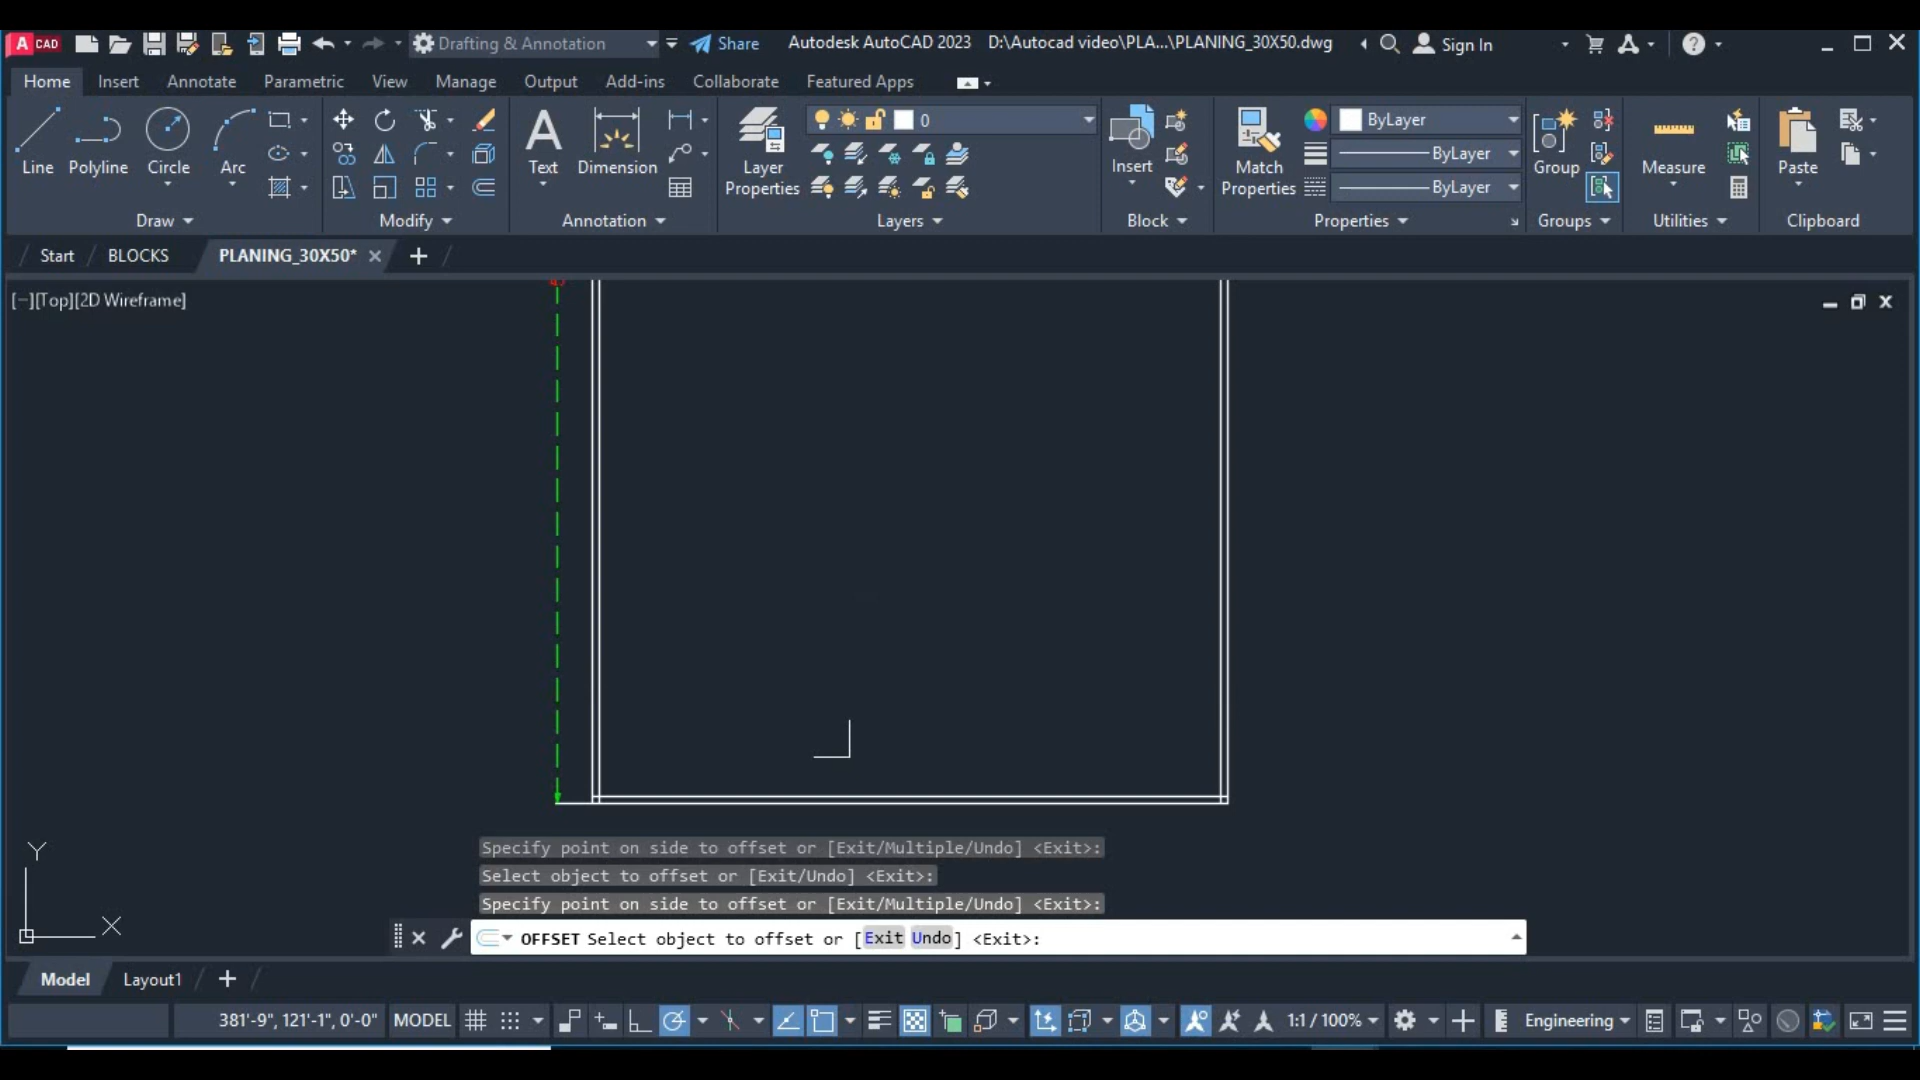 A CAD Drafting & Annotation Share Autodesk AutoCAD 2023 D:\Autocad video\PLA...\PLANING_30X50.dwg Sign In
Home Insert Annotate Parametric View Manage Output Add-ins Collaborate Featured Apps
0 ByLayer
ByLayer
Line Polyline Circle Arc Text Dimension Layer Properties Insert Match Properties ByLayer Group Measure Paste
Draw Modify Annotation Layers Block Properties Groups Utilities Clipboard
Start BLOCKS PLANING_30X50*
[−][Top][2D Wireframe]
Y
X
Specify point on side to offset or [Exit/Multiple/Undo] <Exit>:
Select object to offset or [Exit/Undo] <Exit>:
Specify point on side to offset or [Exit/Multiple/Undo] <Exit>:
OFFSET Select object to offset or [Exit Undo] <Exit>:
Model Layout1
381'-9", 121'-1", 0'-0" MODEL 1:1 / 100% Engineering